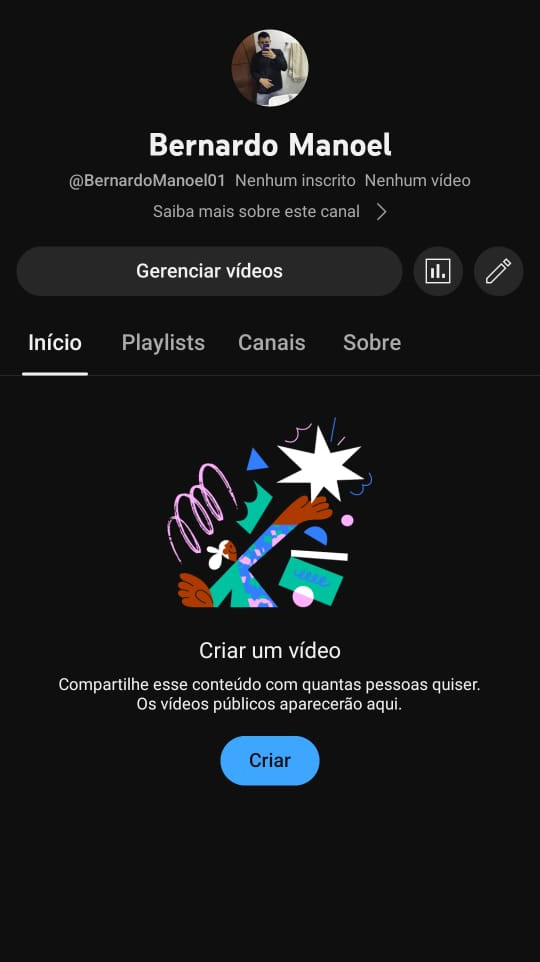 Bernardo Manoel
@BernardoManoel01 Nenhum inscrito Nenhum vídeo
Saiba mais sobre este canal
Gerenciar vídeos
Início Playlists Canais Sobre
Criar um vídeo
Compartilhe esse conteúdo com quantas pessoas quiser.
Os vídeos públicos aparecerão aqui.
Criar